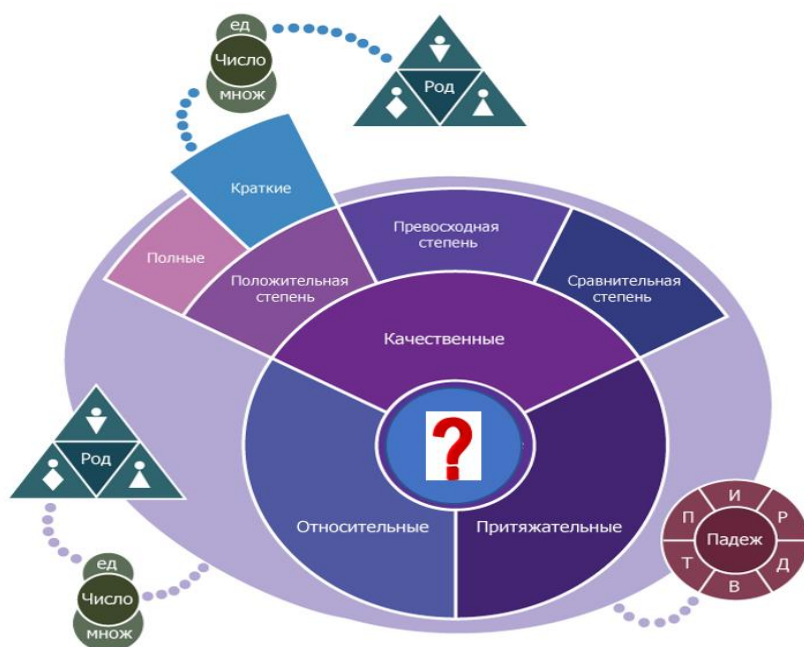 ед
Число
множ
Род
Краткие
Полные
Положительная
степень
Превосходная
степень
Сравнительная
степень
Качественные
?
Относительные
Притяжательные
Род
ед
Число
множ
Падеж
И
Р
Д
В
Т
П